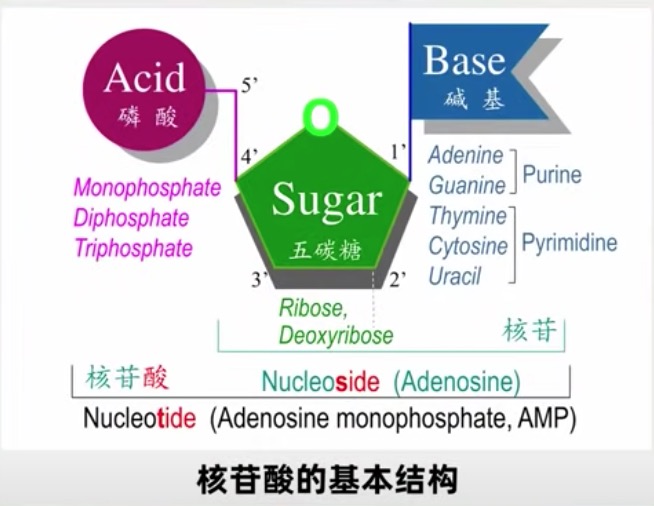 Acid
磷酸
5’
4’
O
1’
Base
碱基
Monophosphate
Diphosphate
Triphosphate
Sugar
五碳糖
3’
2’
Adenine
Guanine
Purine
Thymine
Cytosine
Uracil
Pyrimidine
Ribose,
Deoxyribose
核苷
核苷酸
Nucleoside (Adenosine)
Nucleotide (Adenosine monophosphate, AMP)
核苷酸的基本结构